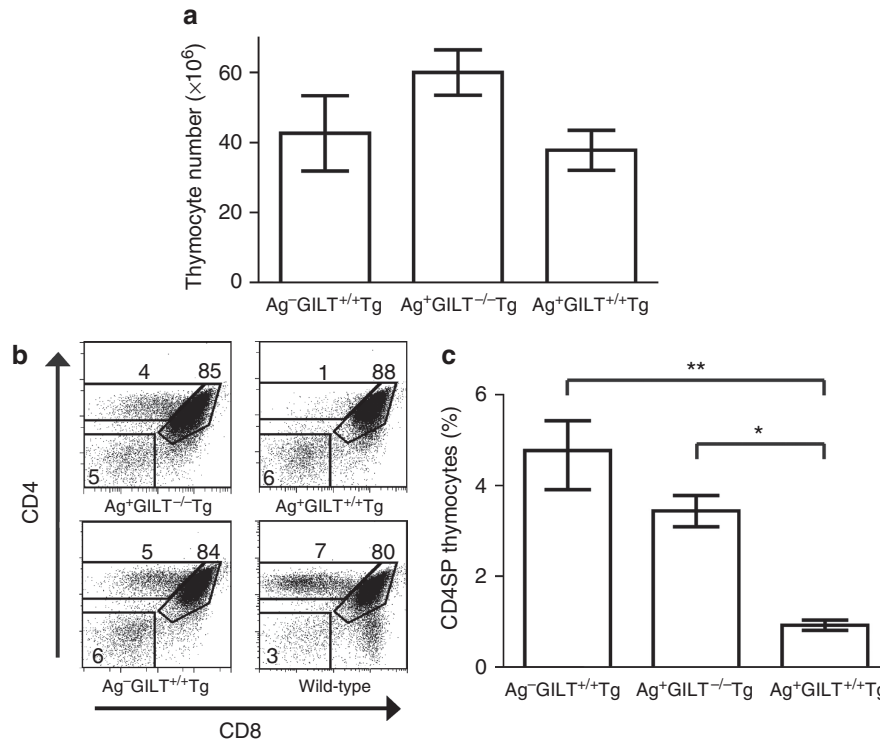 a
Thymocyte number (×10⁶)
60
40
20
0
Ag⁻GILT⁺/⁺Tg
Ag⁺GILT⁻/⁻Tg
Ag⁺GILT⁺/⁺Tg
b
CD4
4
85
5
Ag⁺GILT⁻/⁻Tg
1
88
6
Ag⁺GILT⁺/⁺Tg
5
84
6
Ag⁻GILT⁺/⁺Tg
7
80
3
Wild-type
CD8
c
CD4SP thymocytes (%)
**
*
6
4
2
0
Ag⁻GILT⁺/⁺Tg
Ag⁺GILT⁻/⁻Tg
Ag⁺GILT⁺/⁺Tg